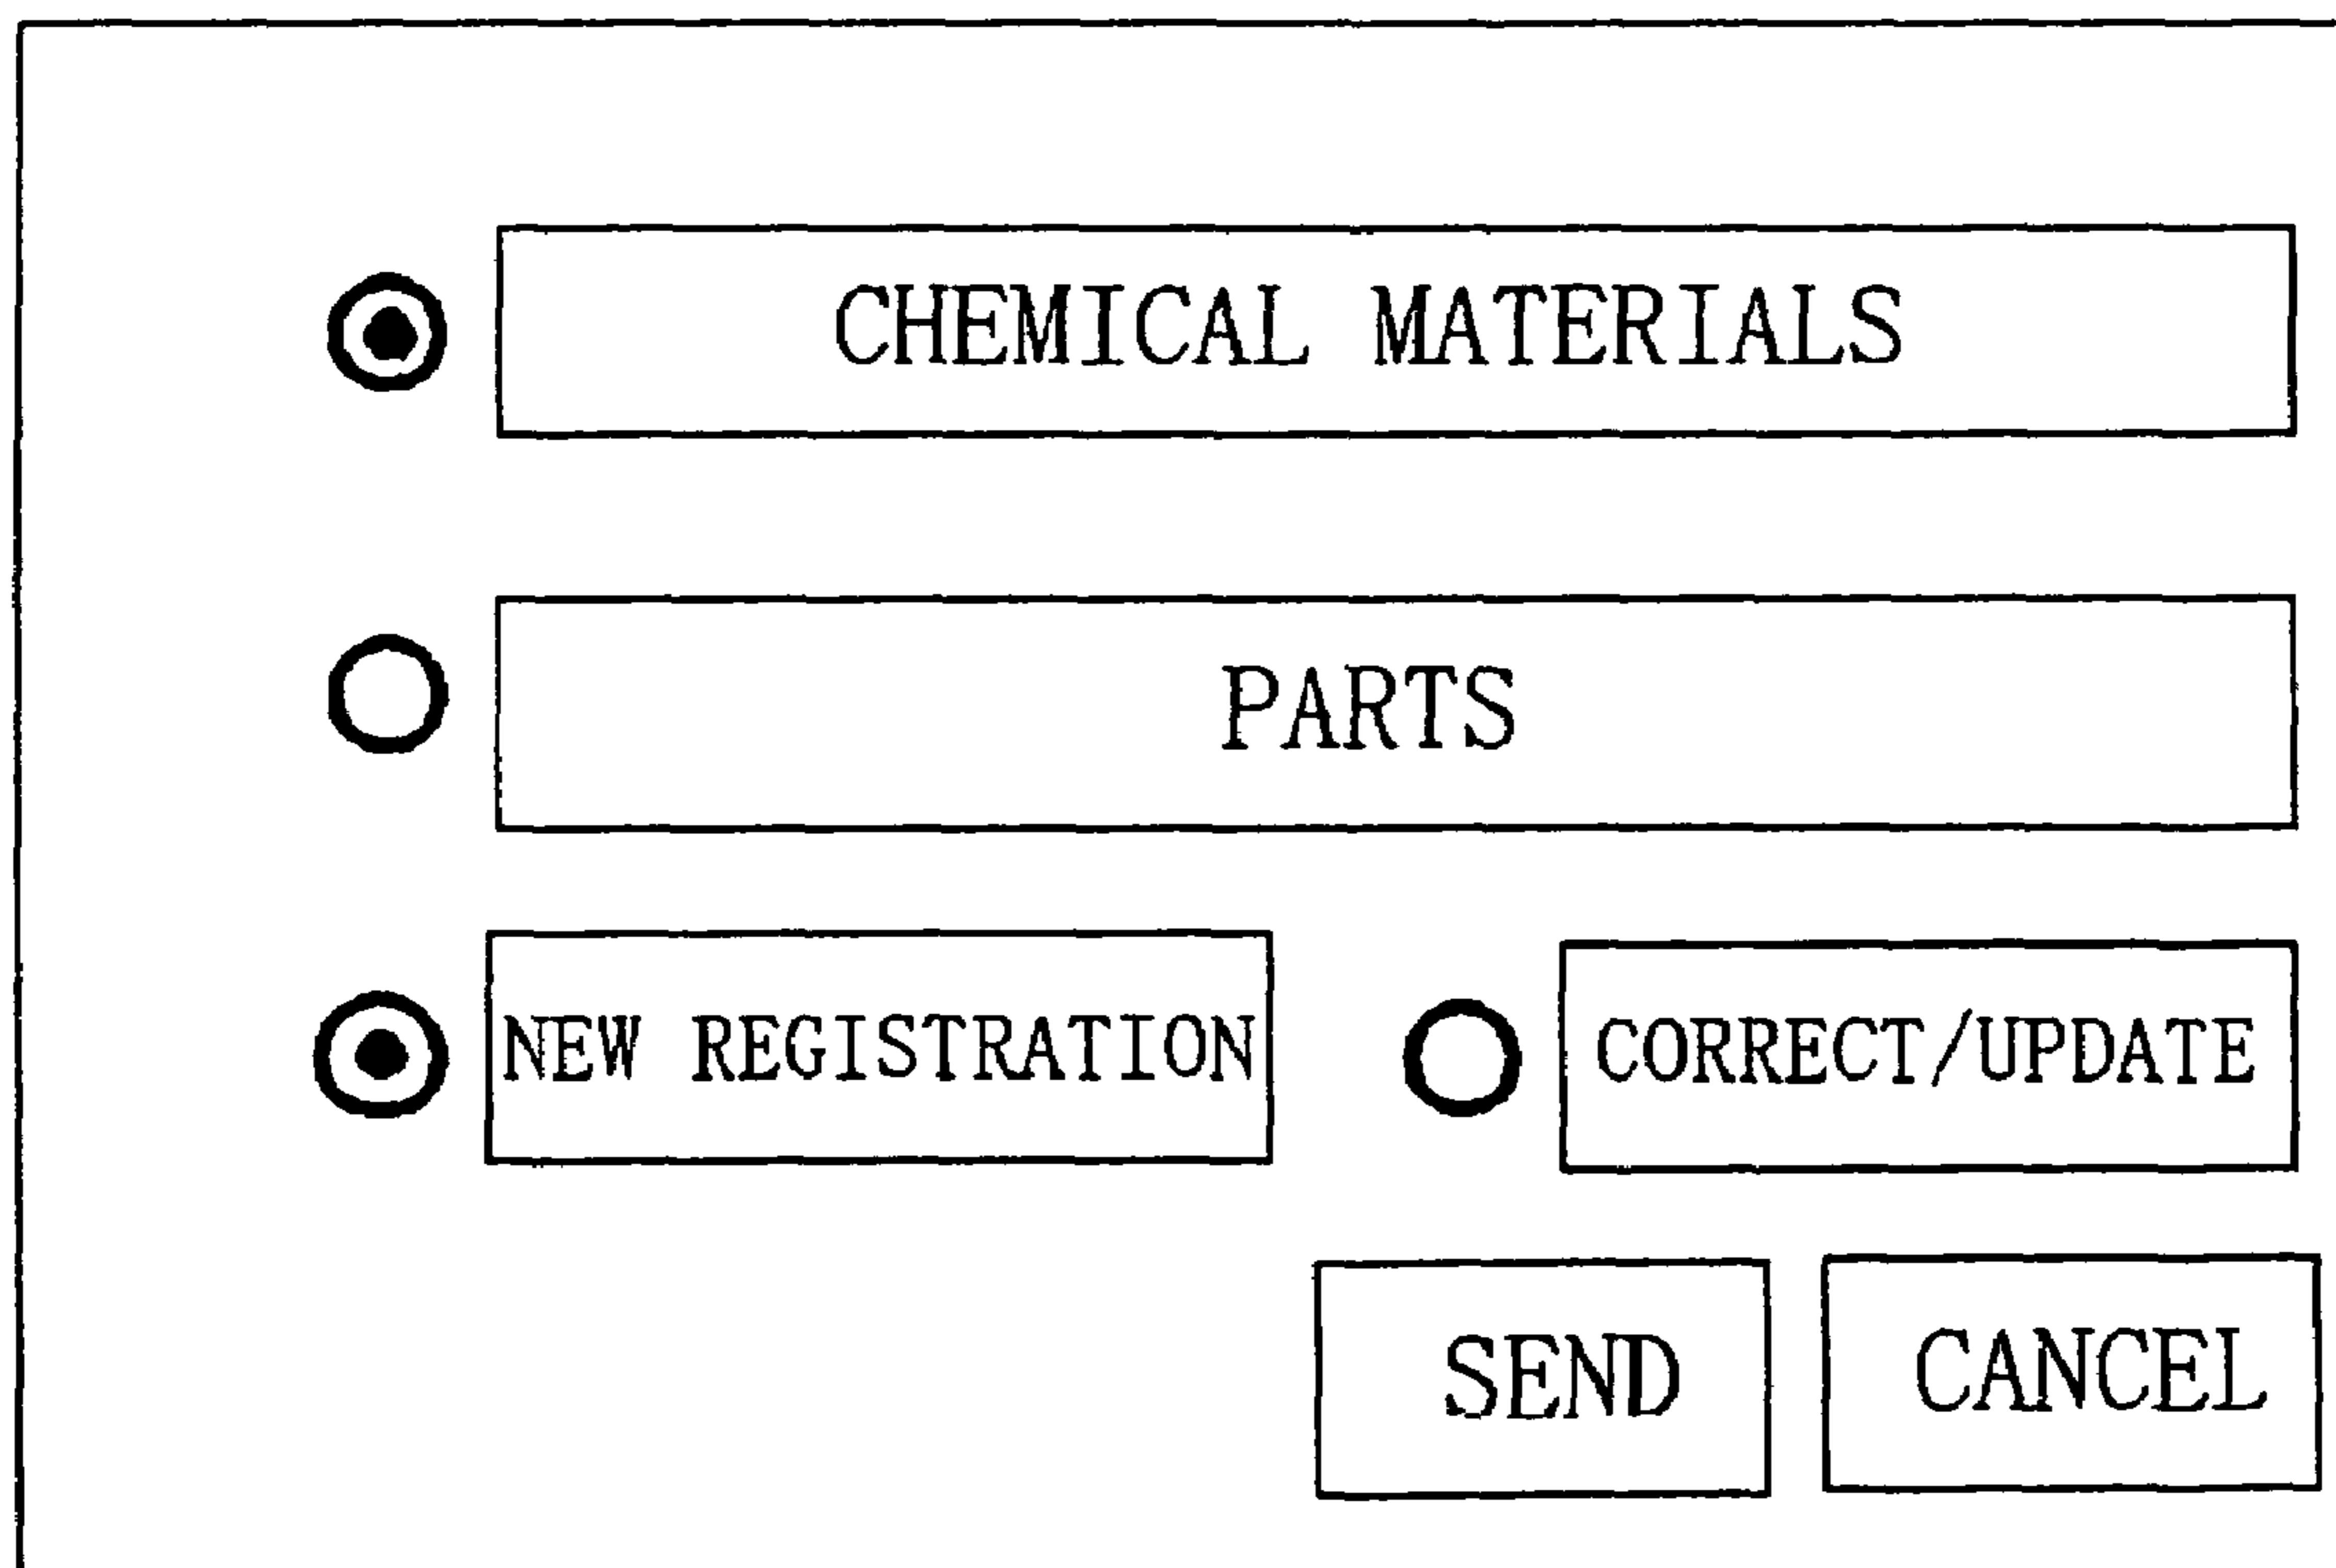 CHEMICAL MATERIALS
PARTS
NEW REGISTRATION CORRECT/UPDATE
SEND CANCEL